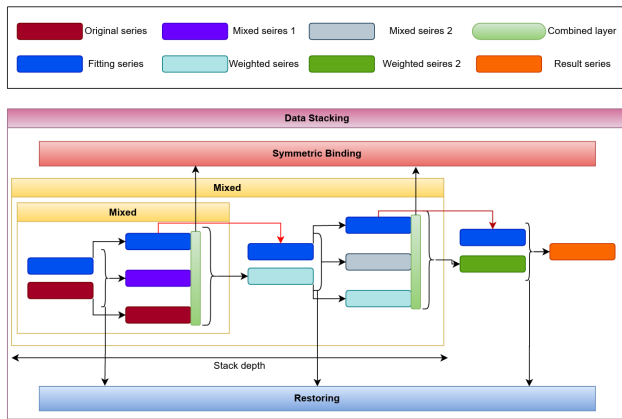 Original series
Mixed seires 1
Mixed seires 2
Combined layer
Fitting series
Weighted seires
Weighted seires 2
Result series
Data Stacking
Symmetric Binding
Mixed
Mixed
Stack depth
Restoring